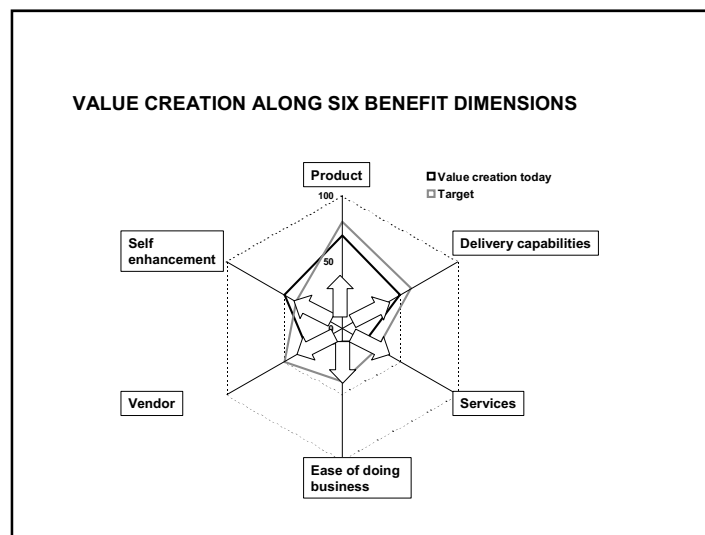 VALUE CREATION ALONG SIX BENEFIT DIMENSIONS
Product
Value creation today
Target
100
Self
enhancement
Delivery capabilities
50
0
Vendor
Services
Ease of doing
business